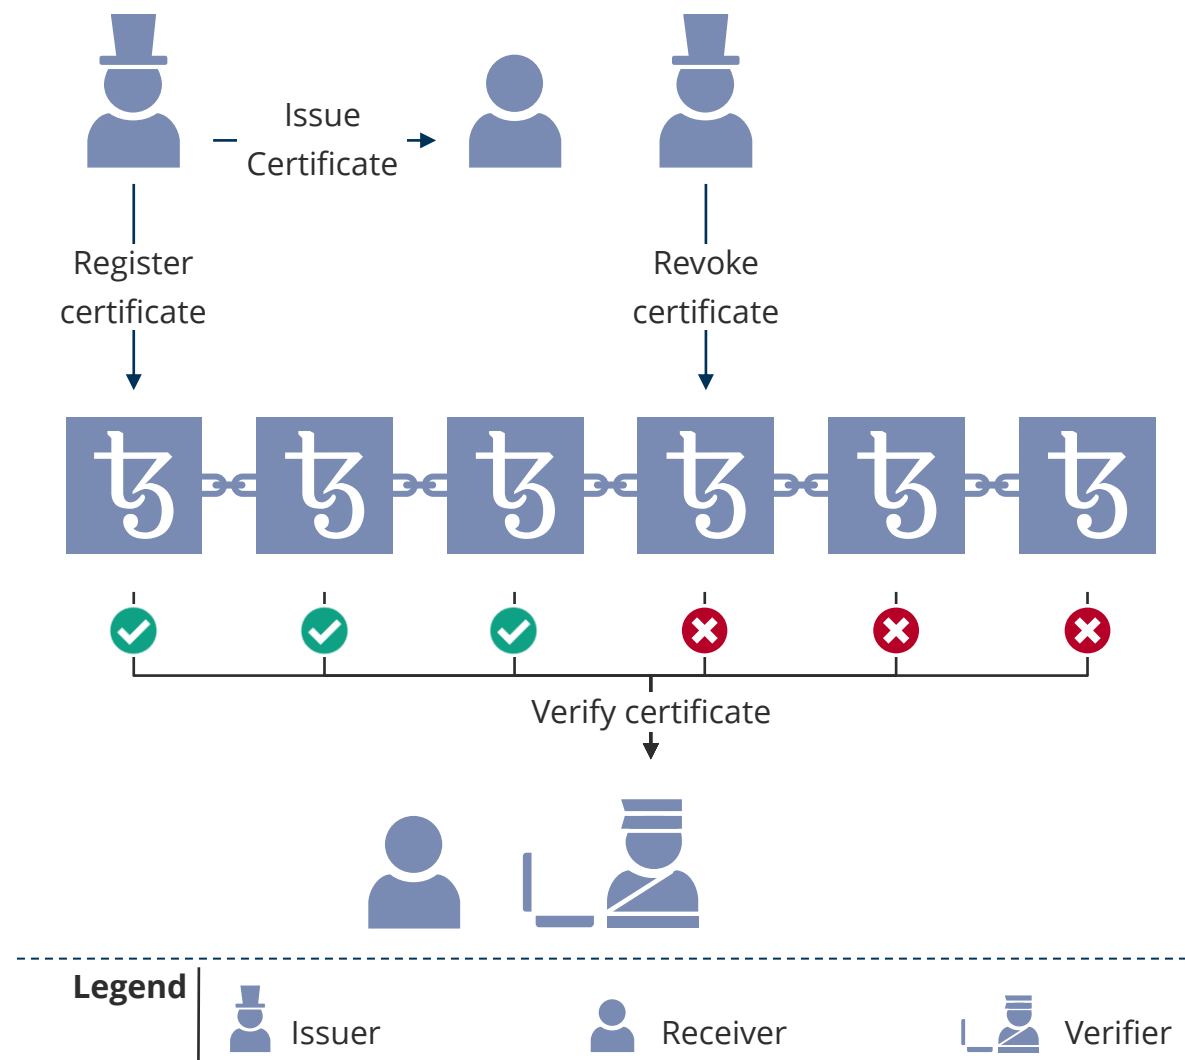 Issue
Certificate
Register
certificate
Revoke
certificate
Verify certificate
Legend
Issuer
Receiver
Verifier